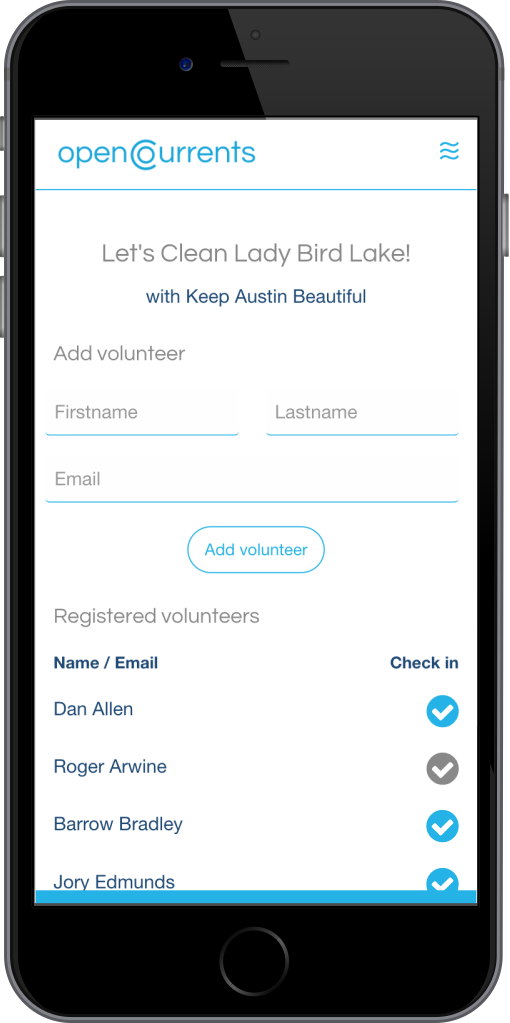 openCurrents
Let's Clean Lady Bird Lake!
with Keep Austin Beautiful
Add volunteer
Firstname Lastname
Email
Add volunteer
Registered volunteers
Name / Email Check in
Dan Allen
Roger Arwine
Barrow Bradley
Jory Edmunds